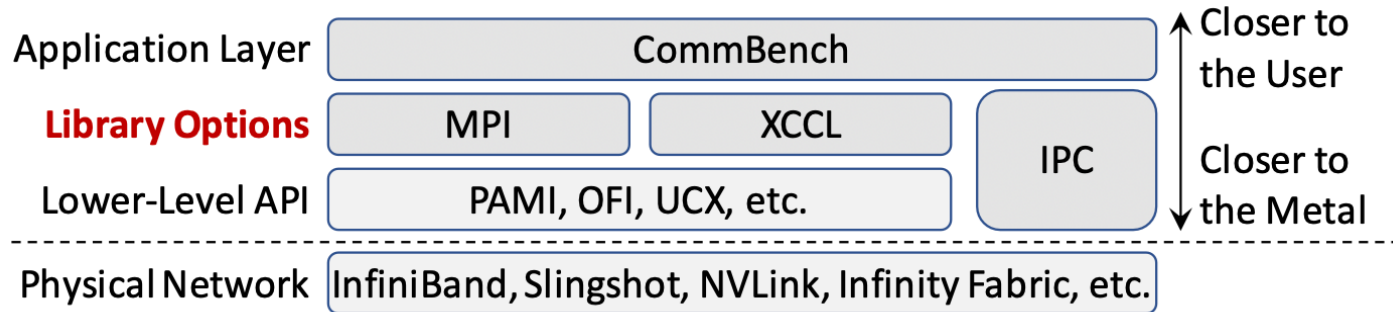 Application Layer
CommBench
Closer to
the User
Library Options
MPI
XCCL
IPC
Closer to
the Metal
Lower-Level API
PAMI, OFI, UCX, etc.
Physical Network
InfiniBand, Slingshot, NVLink, Infinity Fabric, etc.